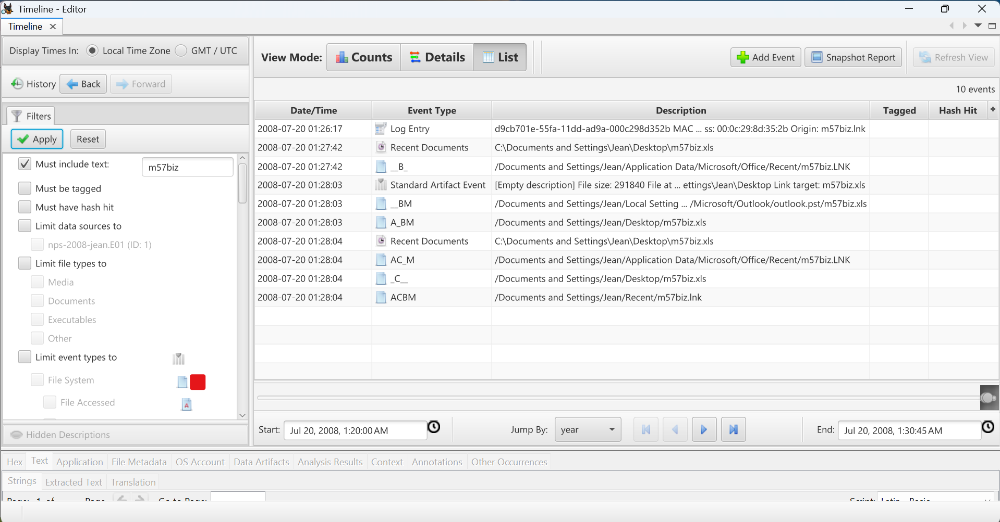 Timeline - Editor
Timeline
Display Times In: Local Time Zone GMT / UTC
History Back Forward
Filters
Apply Reset
Must include text: m57biz
Must be tagged
Must have hash hit
Limit data sources to
nps-2008-jean.E01 (ID: 1)
Limit file types to
Media
Documents
Executables
Other
Limit event types to
File System
File Accessed
Hidden Descriptions
View Mode: Counts Details List
Add Event Snapshot Report Refresh View
10 events
Date/Time Event Type Description Tagged Hash Hit +
2008-07-20 01:26:17 Log Entry d9cb701e-55fa-11dd-ad9a-000c298d352b MAC ... ss: 00:0c:29:8d:35:2b Origin: m57biz.lnk
2008-07-20 01:27:42 Recent Documents C:\Documents and Settings\Jean\Desktop\m57biz.xls
2008-07-20 01:27:42 __B_ /Documents and Settings/Jean/Application Data/Microsoft/Office/Recent/m57biz.LNK
2008-07-20 01:28:03 Standard Artifact Event [Empty description] File size: 291840 File at ... ettings\Jean\Desktop Link target: m57biz.xls
2008-07-20 01:28:03 __BM /Documents and Settings/Jean/Local Setting ... /Microsoft/Outlook/outlook.pst/m57biz.xls
2008-07-20 01:28:03 A_BM /Documents and Settings/Jean/Desktop/m57biz.xls
2008-07-20 01:28:04 Recent Documents C:\Documents and Settings\Jean\Desktop\m57biz.xls
2008-07-20 01:28:04 AC_M /Documents and Settings/Jean/Application Data/Microsoft/Office/Recent/m57biz.LNK
2008-07-20 01:28:04 _C__ /Documents and Settings/Jean/Desktop/m57biz.xls
2008-07-20 01:28:04 ACBM /Documents and Settings/Jean/Recent/m57biz.lnk
Start: Jul 20, 2008, 1:20:00 AM Jump By: year End: Jul 20, 2008, 1:30:45 AM
Hex Text Application File Metadata OS Account Data Artifacts Analysis Results Context Annotations Other Occurrences
Strings Extracted Text Translation
Page: 1 of Page Go to Page: Script: Latin - Basic